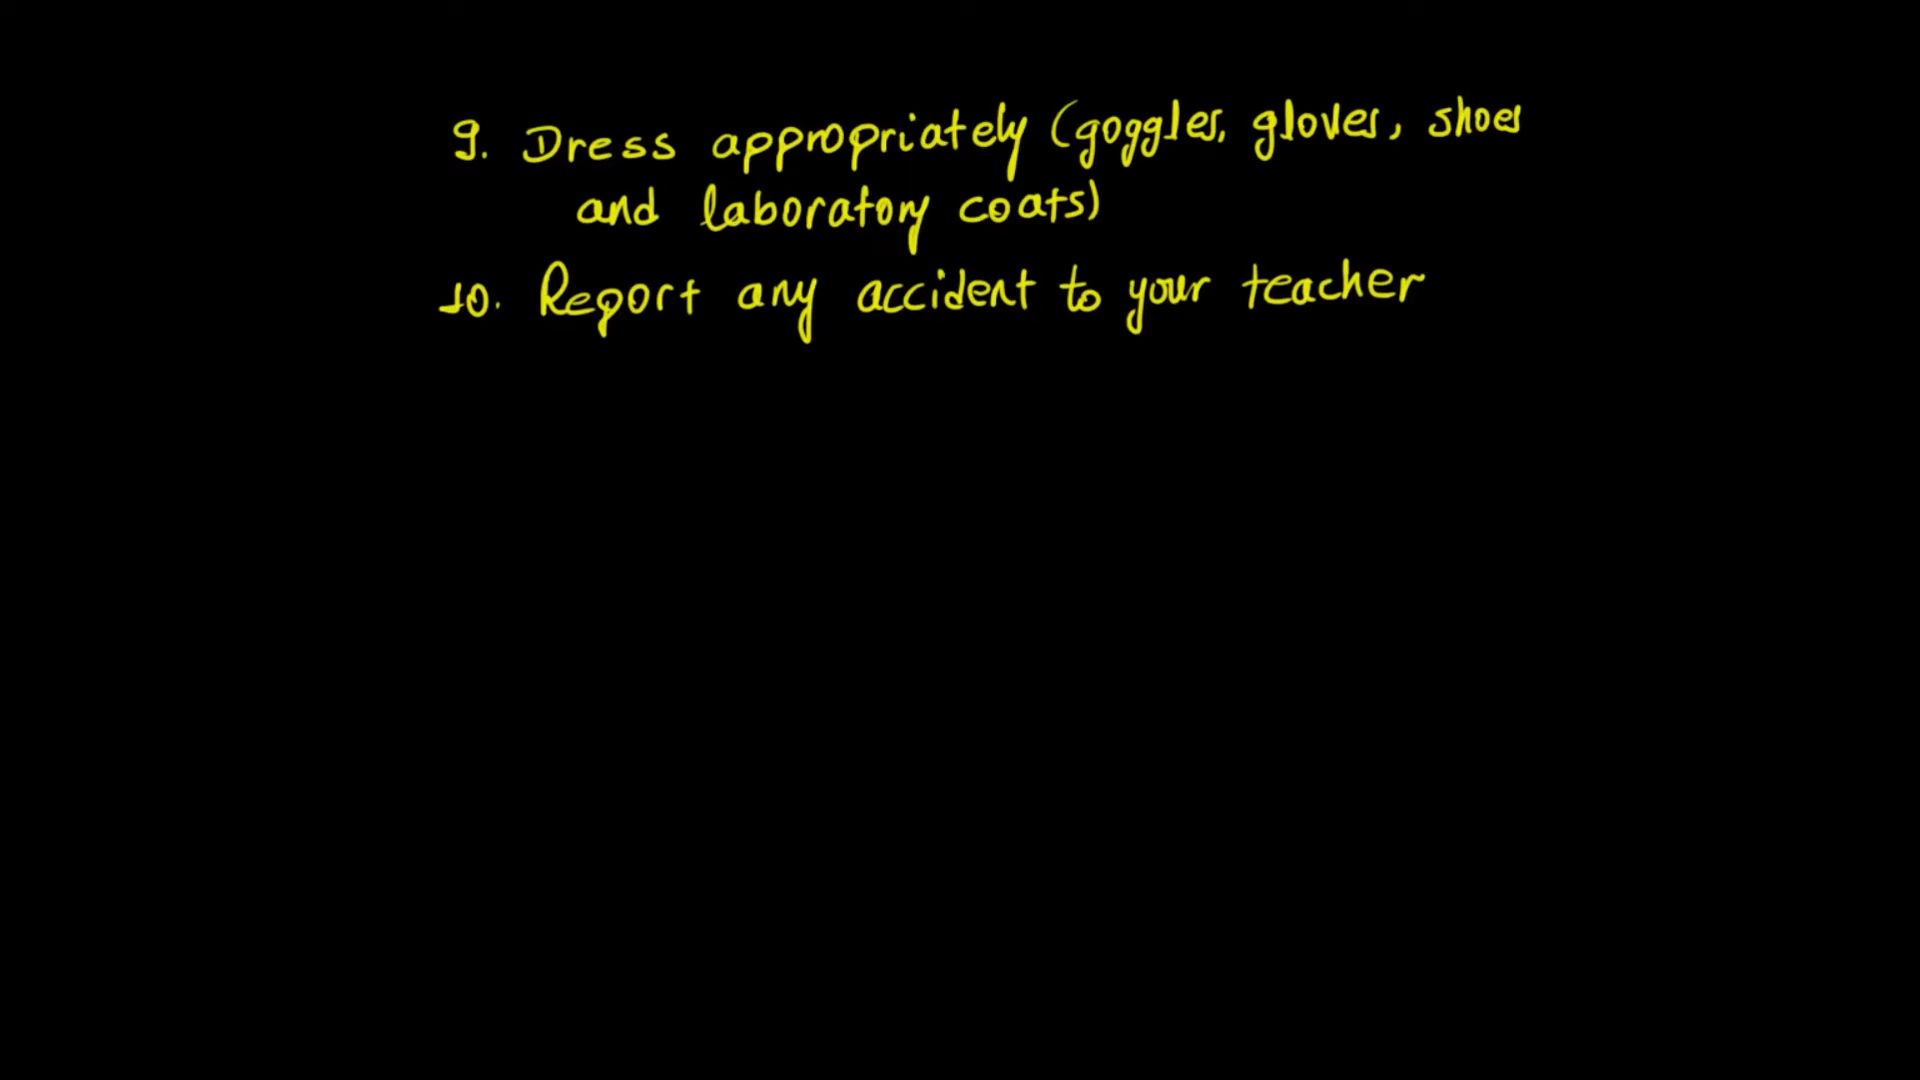 9. Dress appropriately (goggles, gloves, shoes
and laboratory coats)
10. Report any accident to your teacher